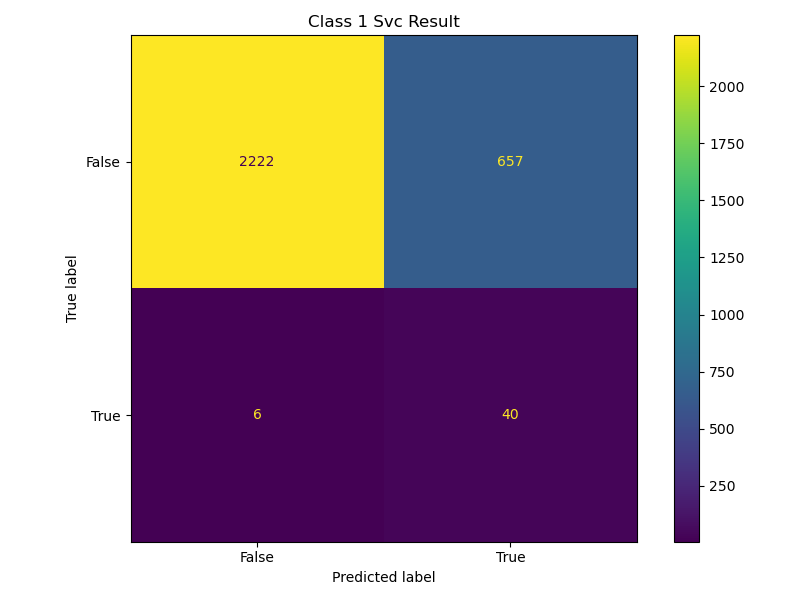 Class 1 Svc Result
True label
False
True
2222
657
6
40
False
True
Predicted label
2000
1750
1500
1250
1000
750
500
250